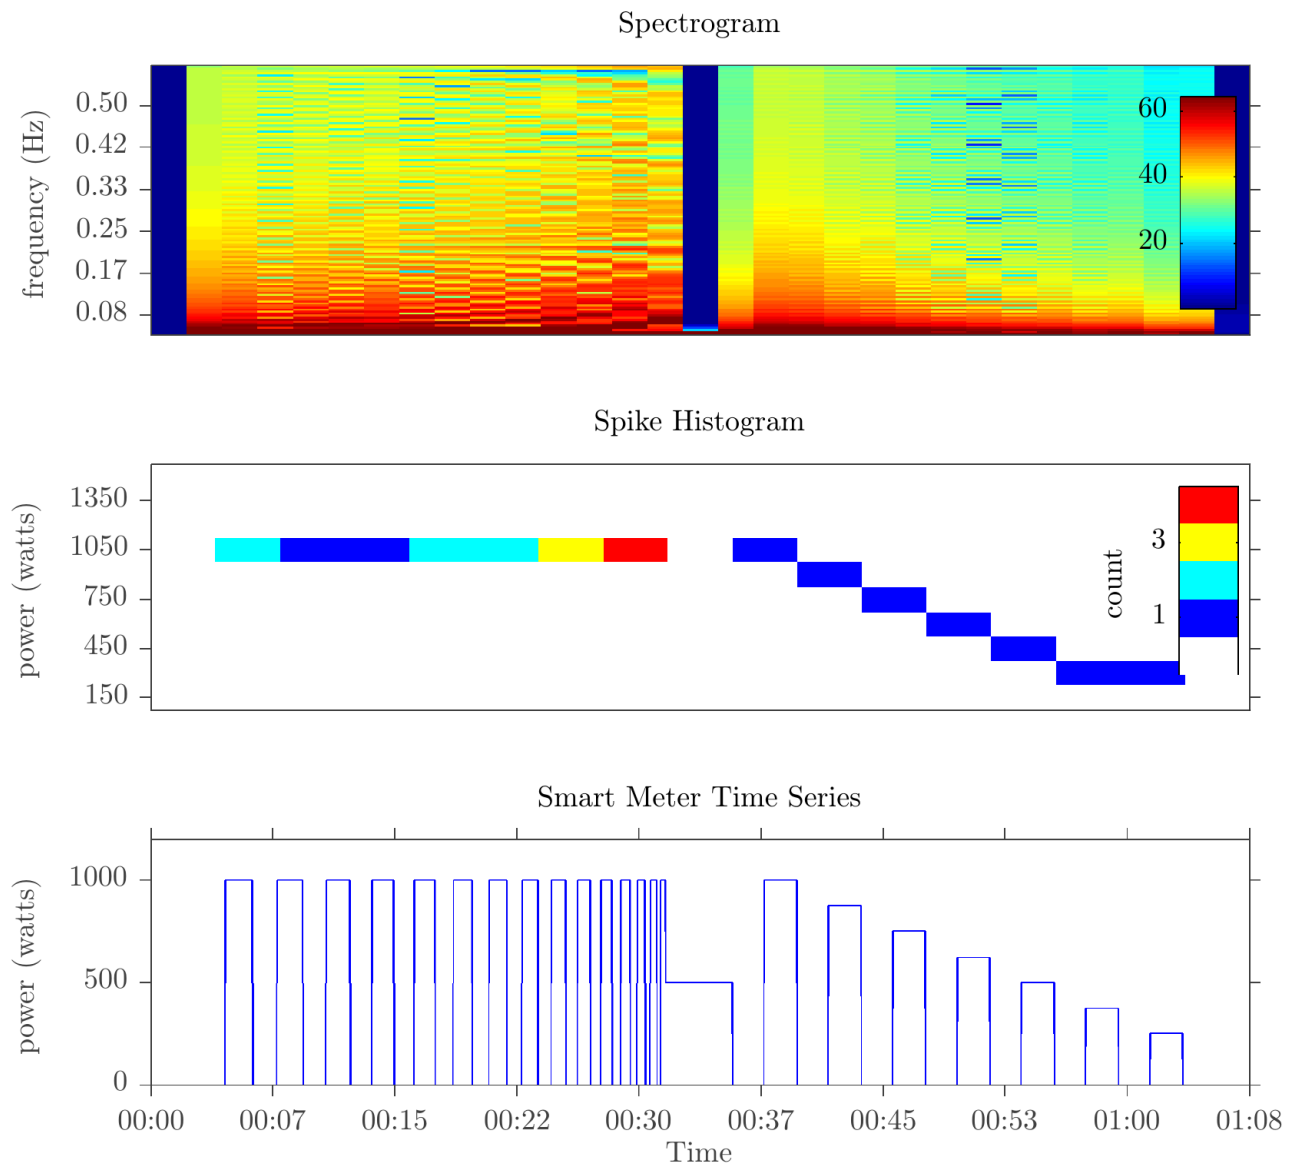 Spectrogram
frequency (Hz)
0.50
0.42
0.33
0.25
0.17
0.08
60
40
20
Spike Histogram
power (watts)
1350
1050
750
450
150
count
3
1
Smart Meter Time Series
power (watts)
1000
500
0
00:00 00:07 00:15 00:22 00:30 00:37 00:45 00:53 01:00 01:08
Time